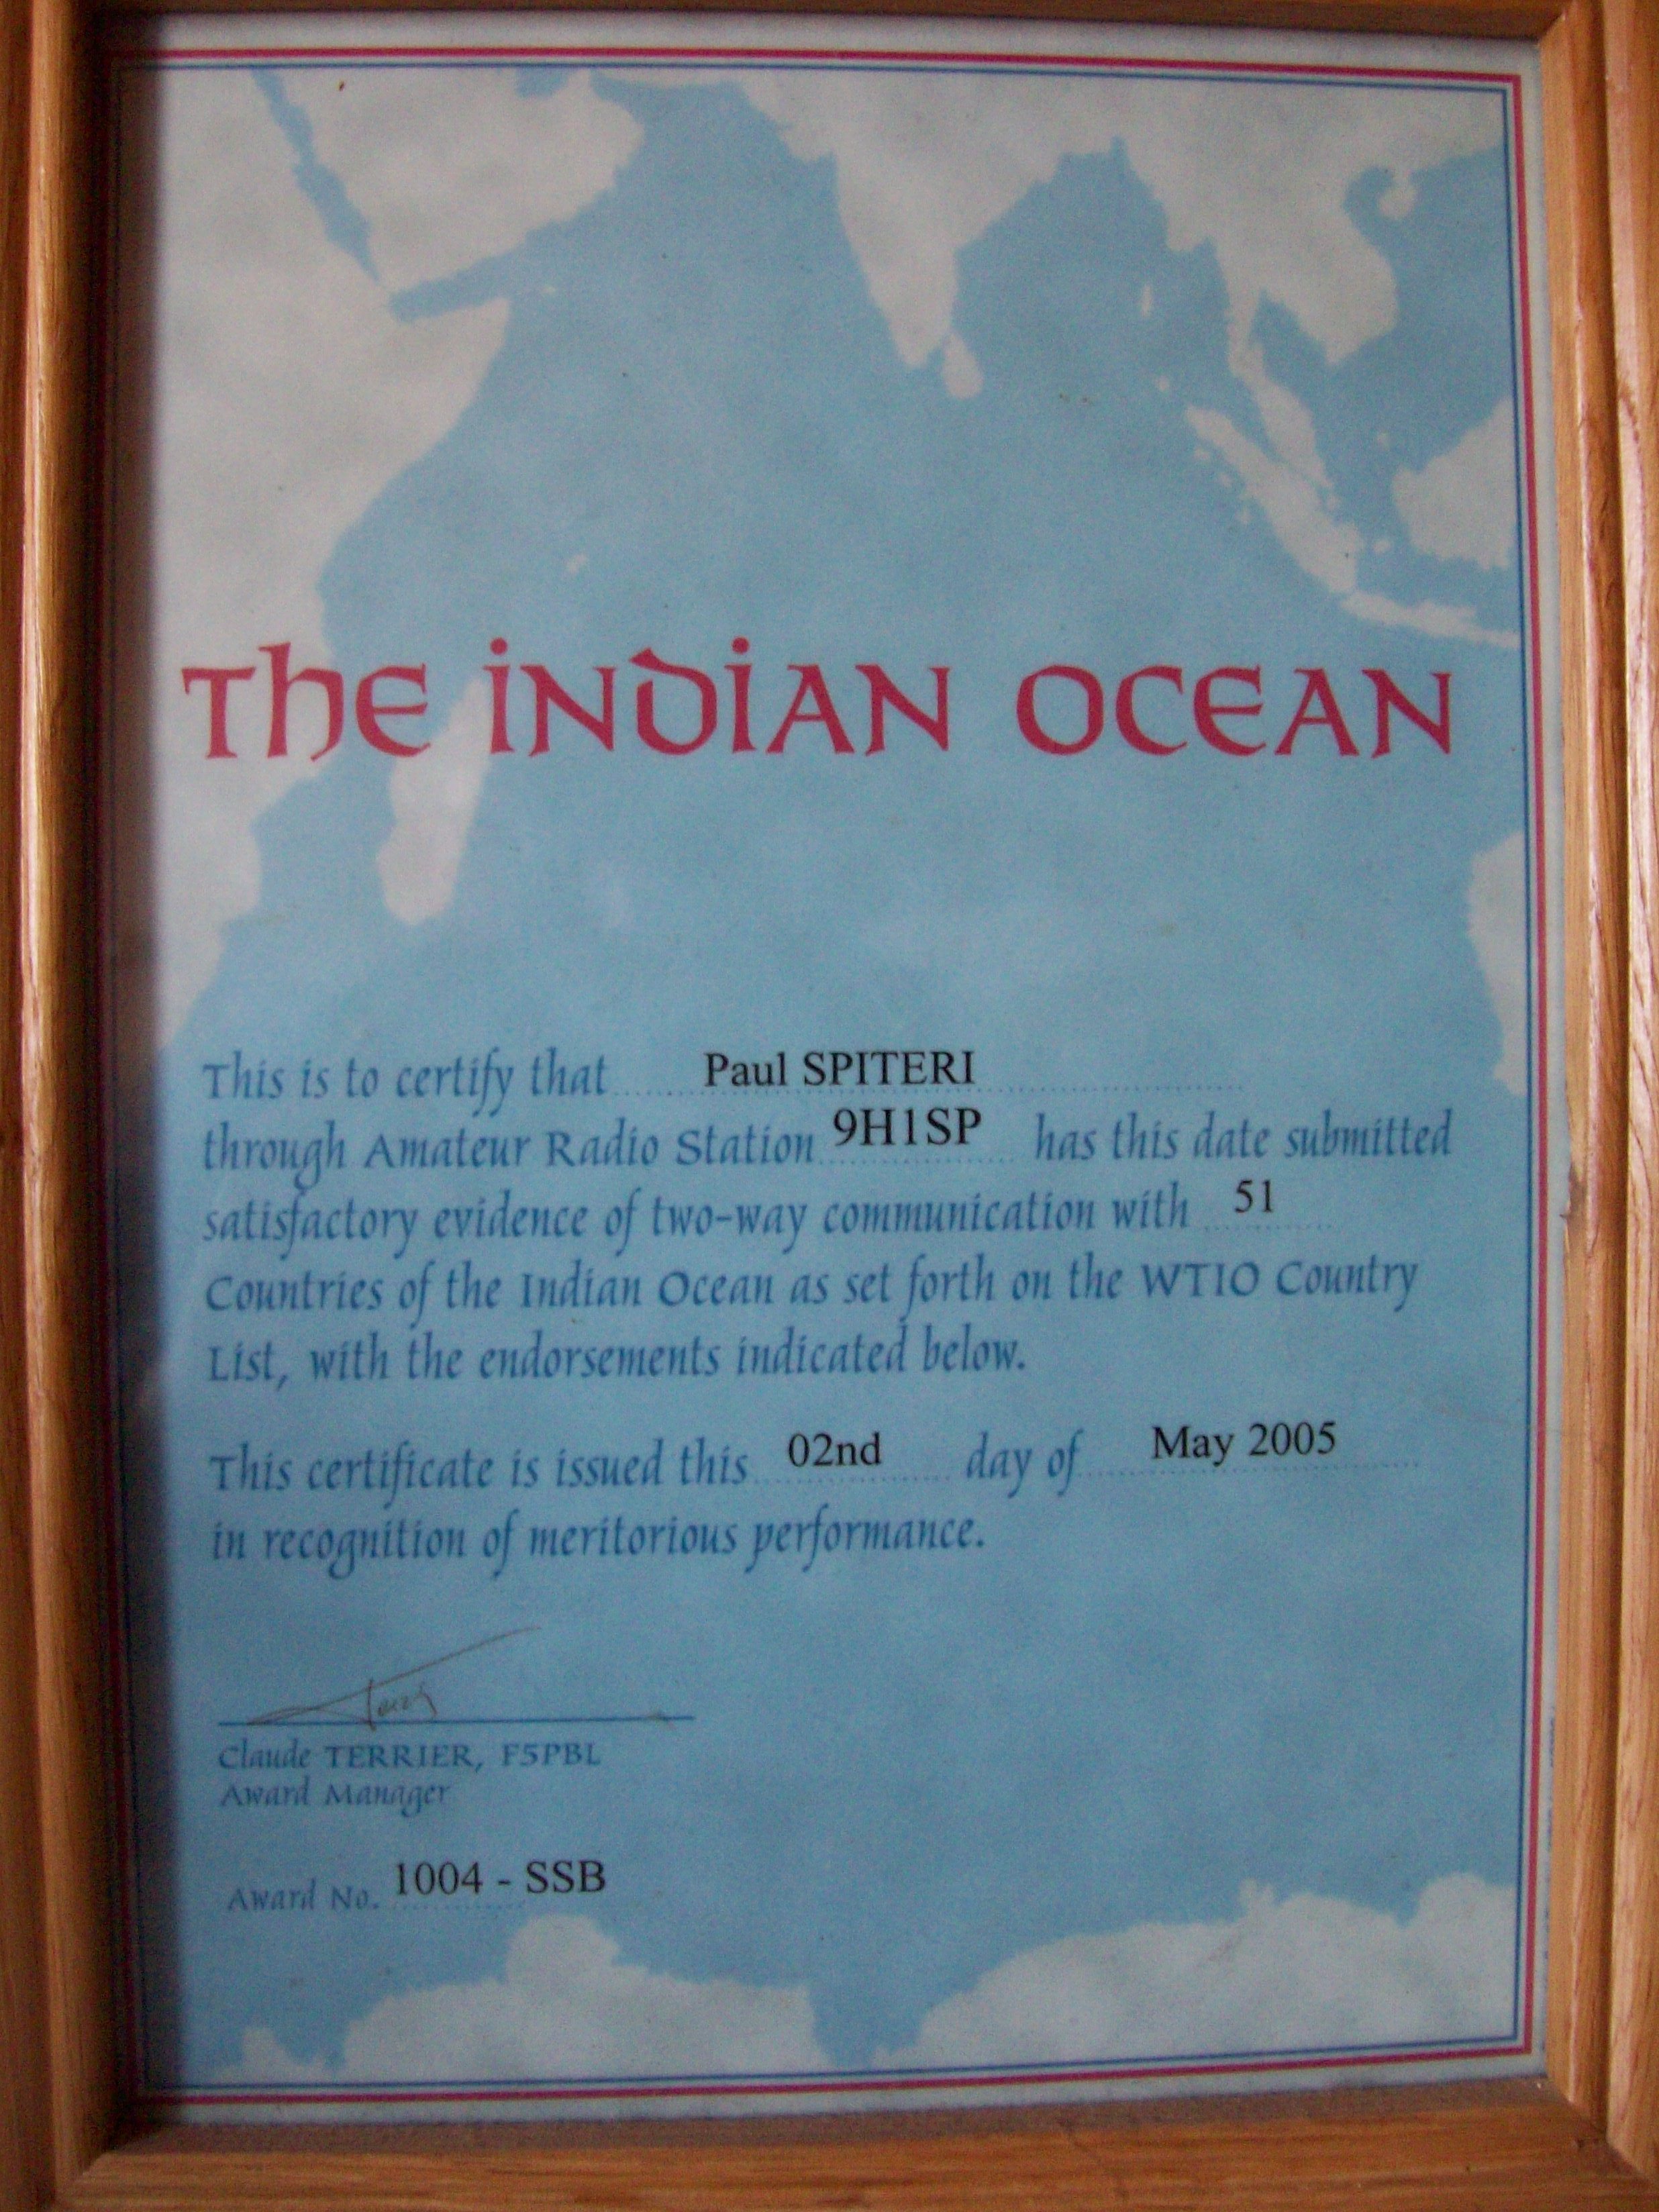 The Indian Ocean
This is to certify that Paul SPITERI
through Amateur Radio Station 9H1SP has this date submitted
satisfactory evidence of two-way communication with 51
Countries of the Indian Ocean as set forth on the WTIO Country
List, with the endorsements indicated below.
This certificate is issued this 02nd day of May 2005
in recognition of meritorious performance.
Claude TERRIER, F5PBL
Award Manager
Award No. 1004 - SSB